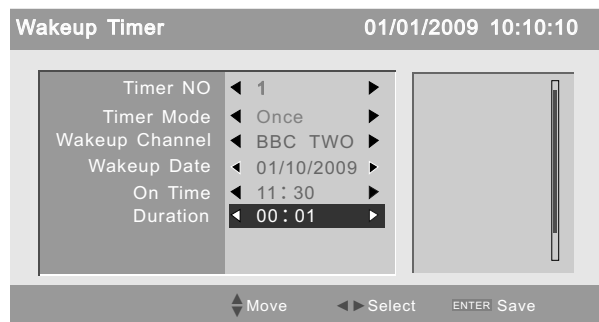 Wakeup Timer 01/01/2009 10:10:10
Timer NO 1
Timer Mode Once
Wakeup Channel BBC TWO
Wakeup Date 01/10/2009
On Time 11:30
Duration 00:01
Move Select ENTER Save